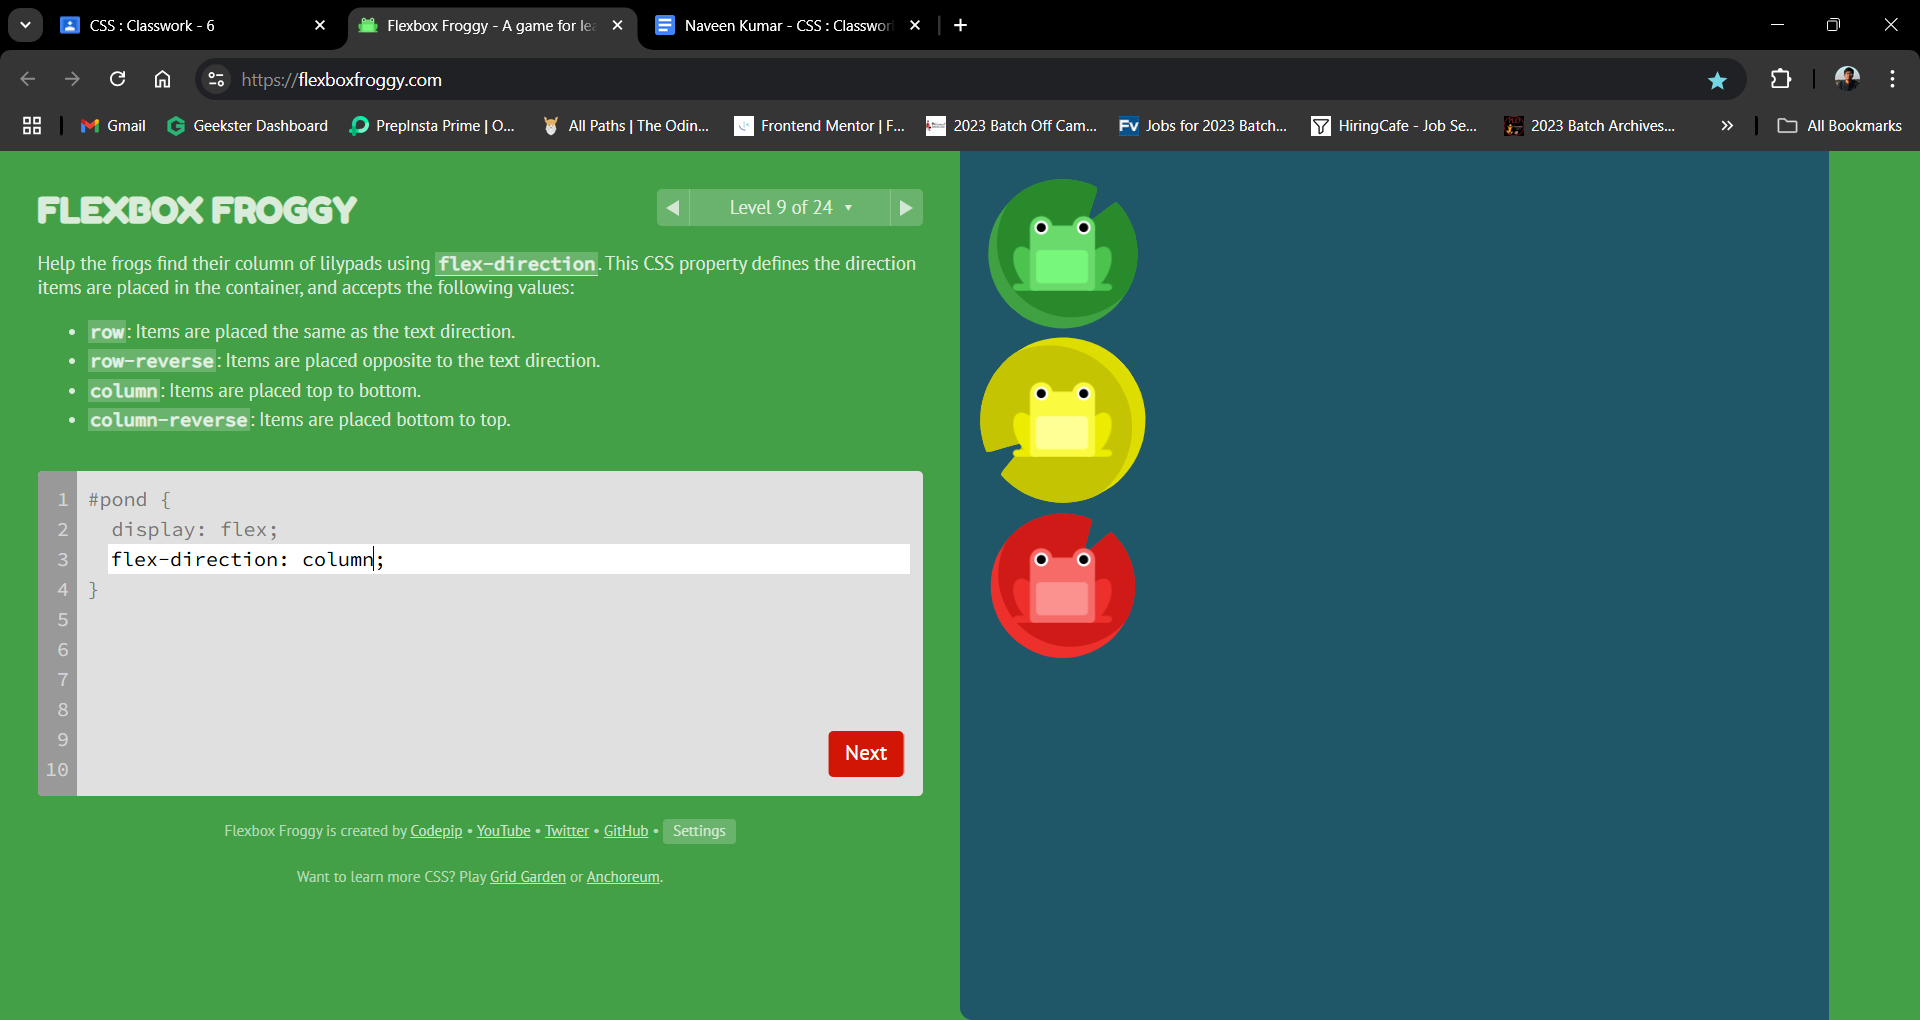 CSS : Classwork - 6
Flexbox Froggy - A game for lea
Naveen Kumar - CSS : Classwor
https://flexboxfroggy.com
Gmail
Geekster Dashboard
PrepInsta Prime | O...
All Paths | The Odin...
Frontend Mentor | F...
2023 Batch Off Cam...
Fv Jobs for 2023 Batch...
HiringCafe - Job Se...
2023 Batch Archives...
All Bookmarks
FLEXBOX FROGGY
Level 9 of 24
Help the frogs find their column of lilypads using flex-direction. This CSS property defines the direction
items are placed in the container, and accepts the following values:
• row: Items are placed the same as the text direction.
• row-reverse: Items are placed opposite to the text direction.
• column: Items are placed top to bottom.
• column-reverse: Items are placed bottom to top.
1 #pond {
2 display: flex;
3 flex-direction: column;
4 }
5
6
7
8
9
10
Next
Flexbox Froggy is created by Codepip • YouTube • Twitter • GitHub • Settings
Want to learn more CSS? Play Grid Garden or Anchoreum.